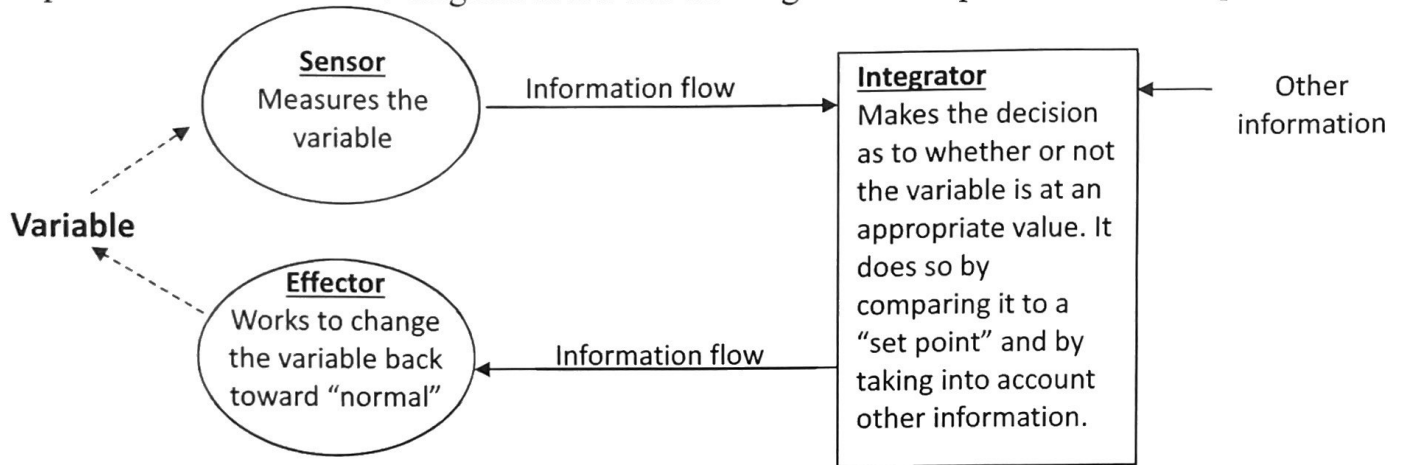 Sensor
Measures the
variable
Information flow
Integrator
Makes the decision
as to whether or not
the variable is at an
appropriate value. It
does so by
comparing it to a
“set point” and by
taking into account
other information.
Other
information
Variable
Effector
Works to change
the variable back
toward “normal”
Information flow